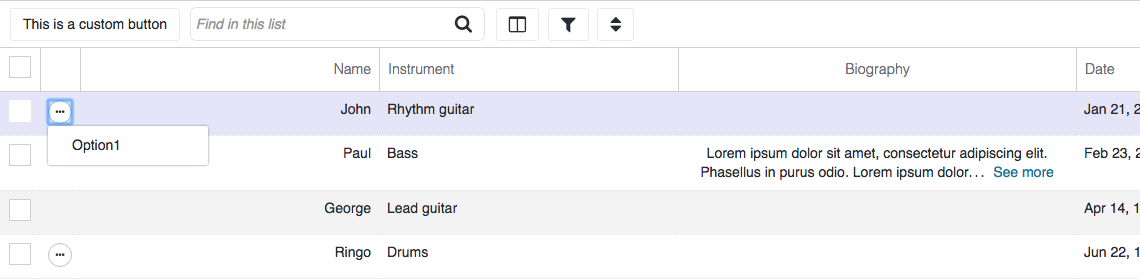 This is a custom button Find in this list
Name Instrument Biography Date
John Rhythm guitar Jan 21, 2
Option1
Paul Bass Lorem ipsum dolor sit amet, consectetur adipiscing elit. Feb 23, 2
Phasellus in purus odio. Lorem ipsum dolor... See more
George Lead guitar Apr 14, 1
Ringo Drums Jun 22, 1